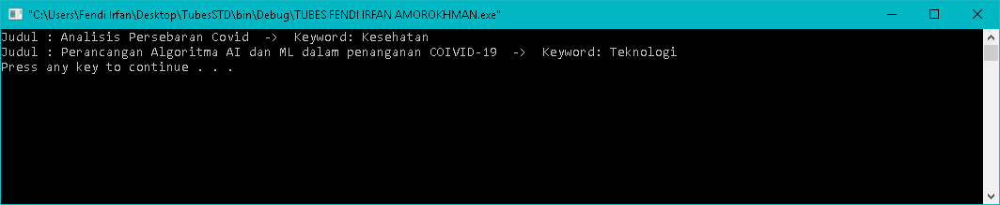 "C:\Users\Fendi Irfan\Desktop\TubesSTD\bin\Debug\TUBES FENDI IRFAN AMOROKHMAN.exe"
Judul : Analisis Persebaran Covid  ->  Keyword: Kesehatan
Judul : Perancangan Algoritma AI dan ML dalam penanganan COIVID-19  ->  Keyword: Teknologi
Press any key to continue . . .